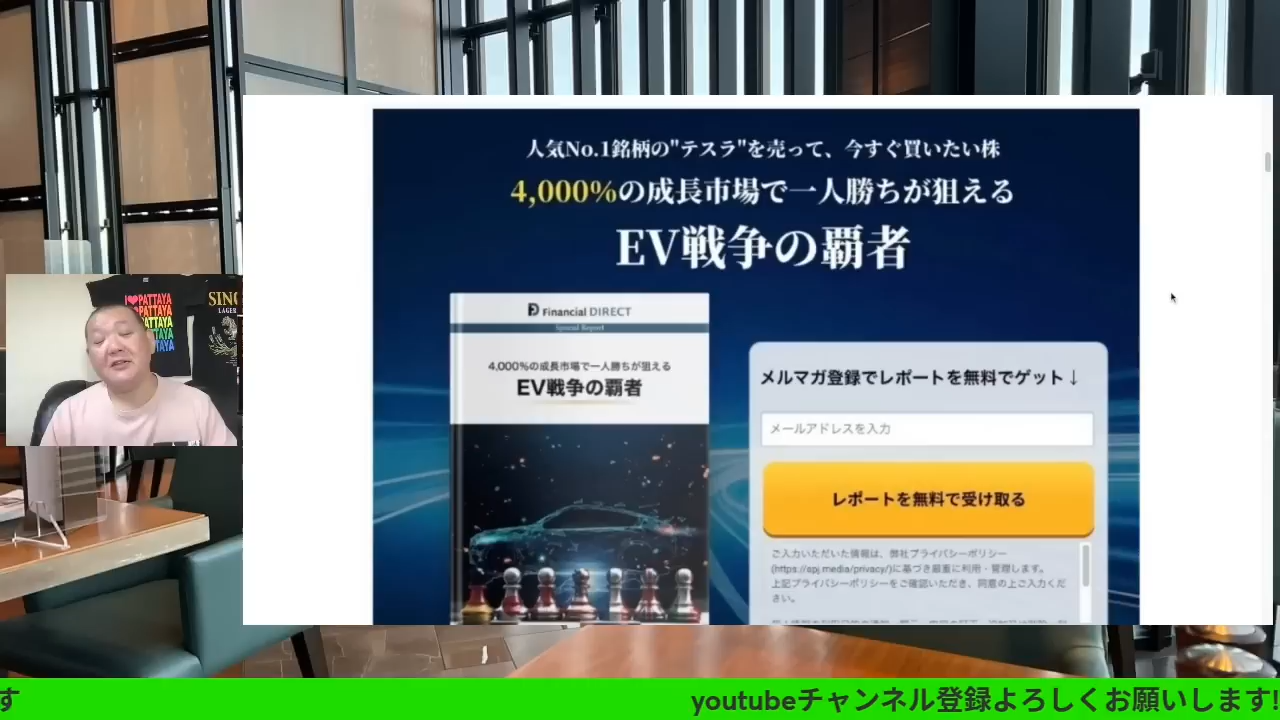 人気No.1銘柄の"テスラ"を売って、今すぐ買いたい株
4,000%の成長市場で一人勝ちが狙える
EV戦争の覇者
Financial DIRECT
Special Report
4,000%の成長市場で一人勝ちが狙える
EV戦争の覇者
メルマガ登録でレポートを無料でゲット↓
メールアドレスを入力
レポートを無料で受け取る
ご入力いただいた情報は、弊社プライバシーポリシー
(https://apj.media/privacy/)に基づき厳重に利用・管理します。
上記プライバシーポリシーをご確認いただき、同意の上ご入力くだ
さい。
I❤PATTAYA
PATTAYA
ATTAYA
TAYA
TAYA
SING
LAGER
す
youtubeチャンネル登録よろしくお願いします!